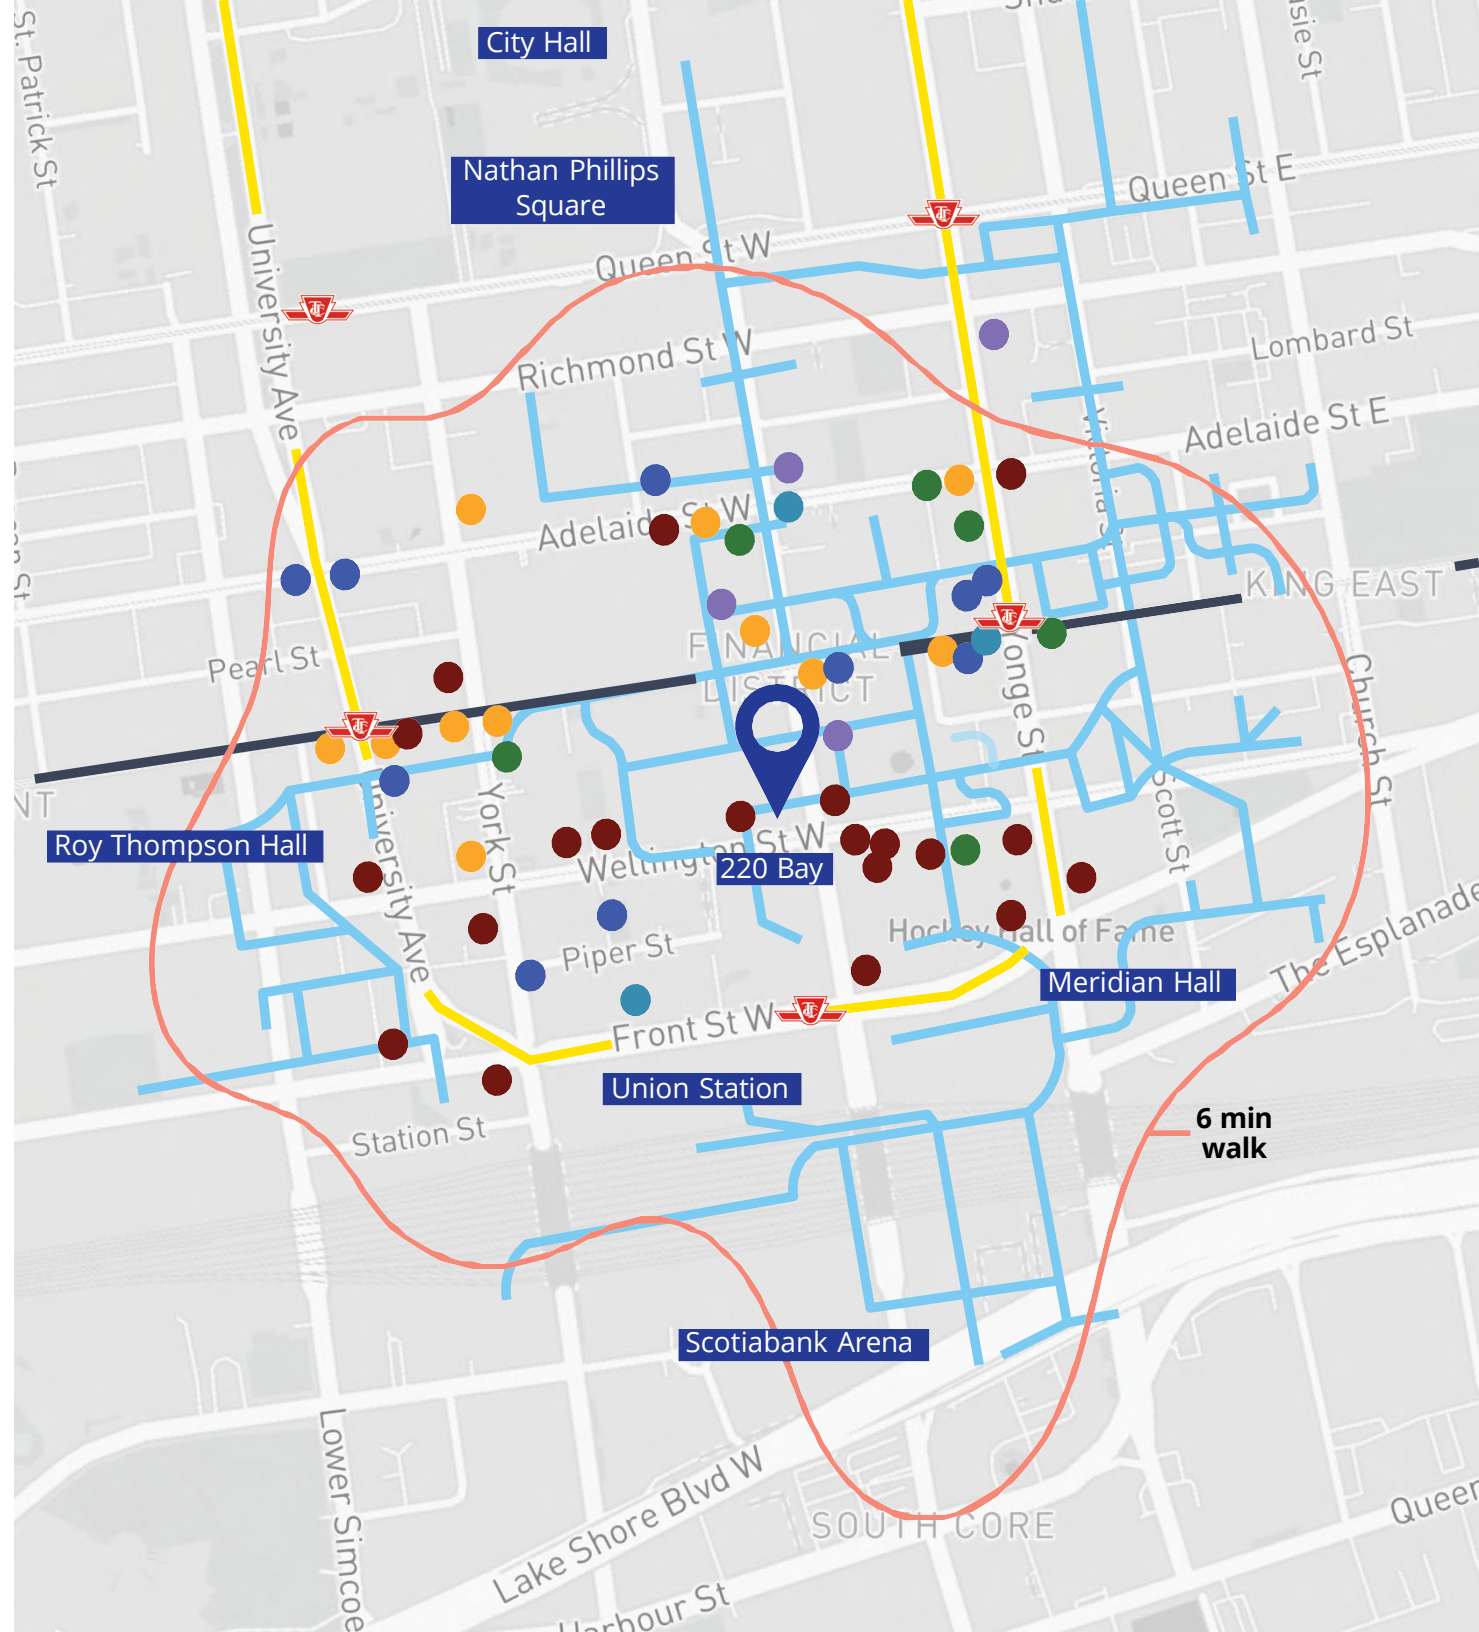 City Hall
St. Patrick St
Queen St E
Nathan Phillips
Square
Queen St W
University Ave
Richmond St W
Lombard St
Adelaide St E
Victoria St
Adelaide St W
KING EAST
FINANCIAL
DISTRICT
Pearl St
Yonge St
Church St
York St
Scott St
Roy Thompson Hall
Wellington St W
220 Bay
University Ave
Piper St
Hockey Hall of Fame
The Esplanade
Meridian Hall
Front St W
Union Station
Station St
6 min
walk
Scotiabank Arena
Lower Simcoe
Lake Shore Blvd W
SOUTH CORE
Queen
Harbour St